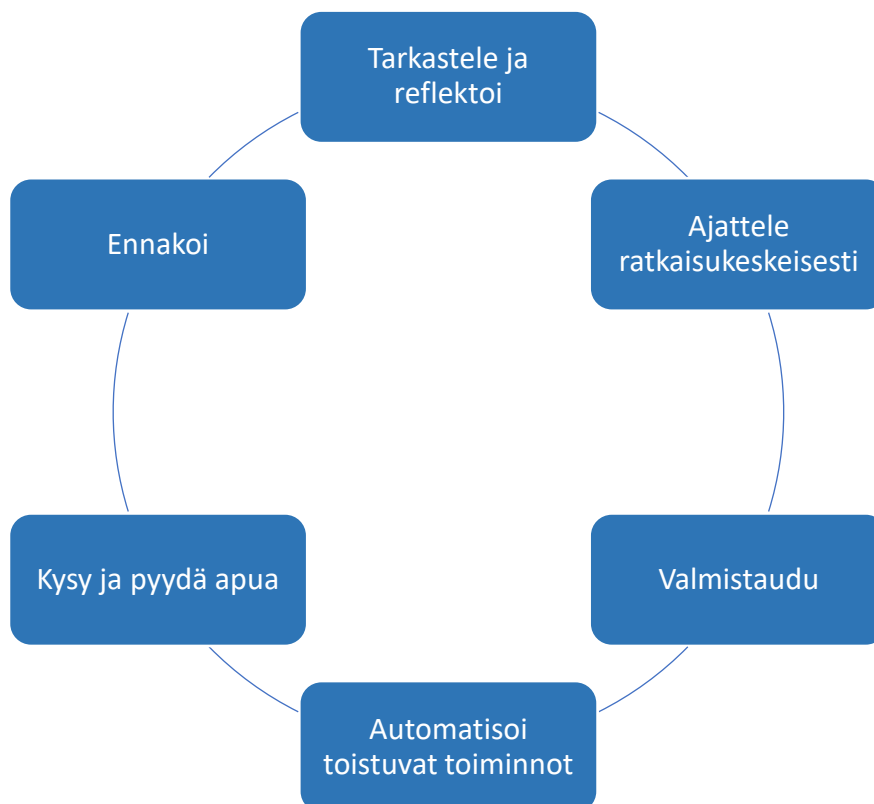 Tarkastele ja
reflektoi
Ajattele
ratkaisukeskeisesti
Valmistaudu
Automatisoi
toistuvat toiminnot
Kysy ja pyydä apua
Ennakoi